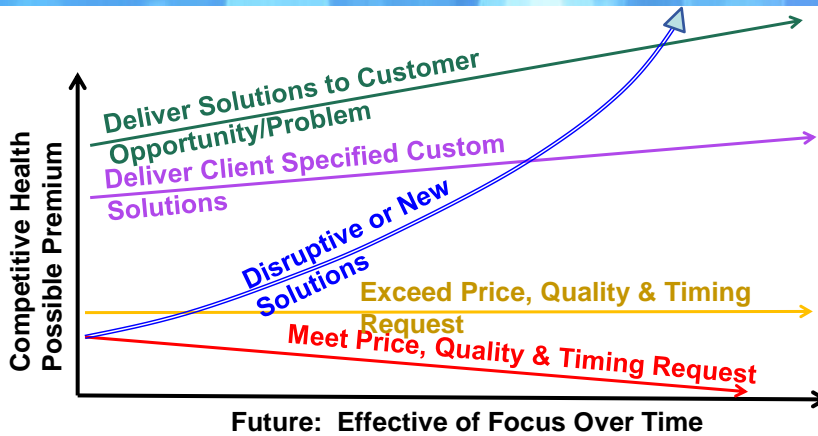 Deliver Solutions to Customer
Opportunity/Problem
Deliver Client Specified Custom
Solutions
Disruptive or New
Solutions
Exceed Price, Quality & Timing
Request
Meet Price, Quality & Timing Request
Competitive Health
Possible Premium
Future:  Effective of Focus Over Time